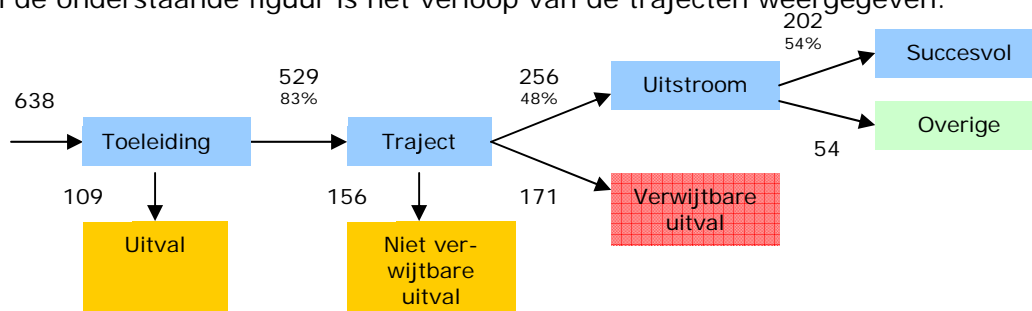 de onderstaande figuur is het verloop van de trajecten weergegeven.
202
54%
Succesvol
529
83%
256
48%
Uitstroom
638
Overige
Toeleiding
Traject
54
109
156
171
Verwijtbare
uitval
Uitval
Niet ver-
wijtbare
uitval